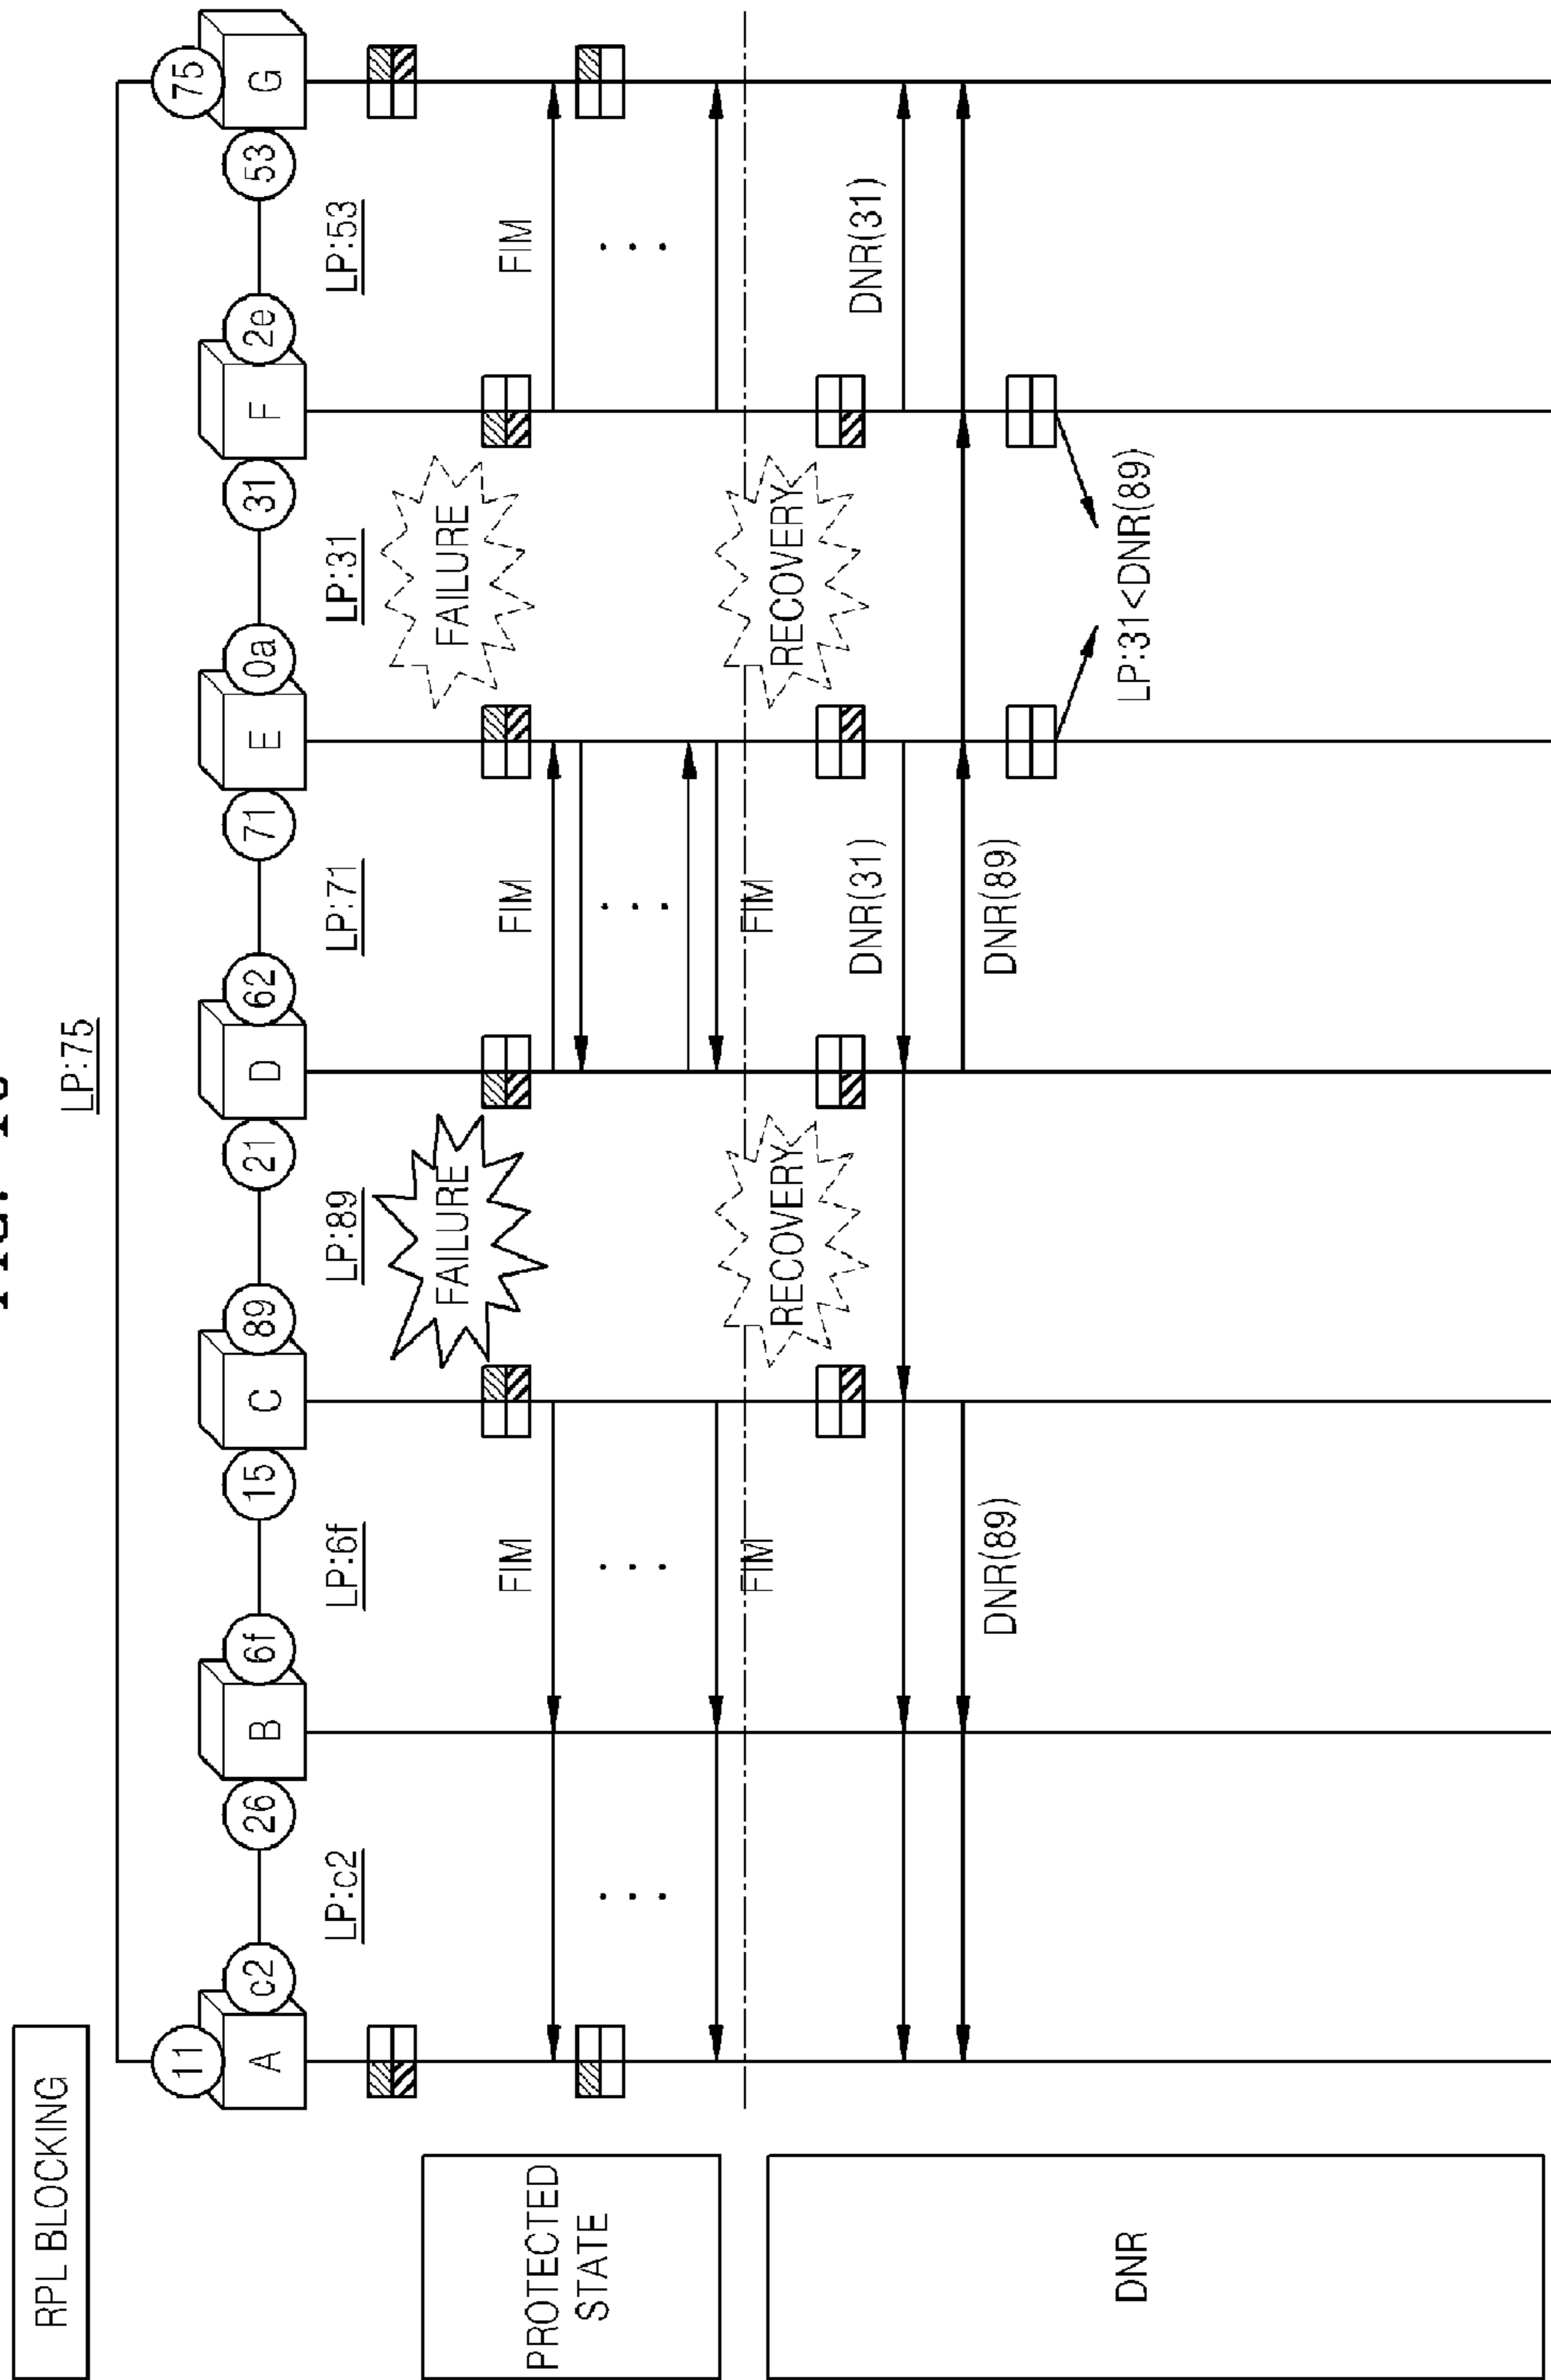 RPL BLOCKING
LP:75
11 75
A c2 26 B 6f 15 C 89 21 D 62 71 E 0a 31 F 2e 53 G
LP:c2 LP:6f LP:89 LP:71 LP:31 LP:53
FAILURE FAILURE
PROTECTED
STATE
FIM FIM FIM
... ... ... ...
FIM FIM
RECOVERY RECOVERY
DNR(31) DNR(31)
DNR(89) DNR(89)
DNR
LP:31<DNR(89)